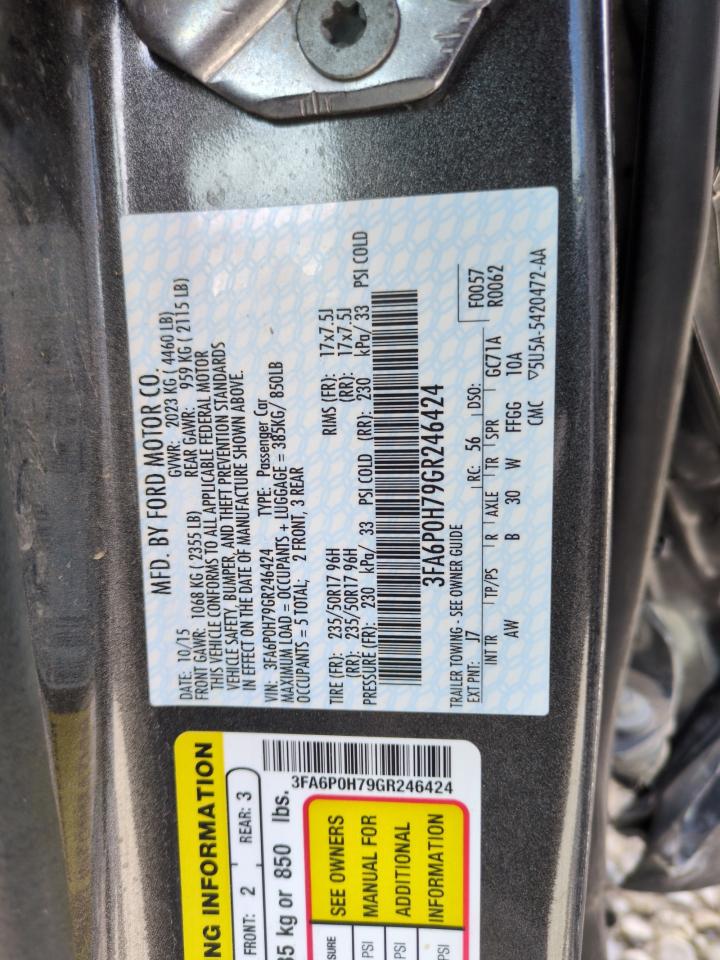 MFD. BY FORD MOTOR CO.
DATE: 10/15 GVWR: 2023 KG ( 4460 LB)
FRONT GAWR: 1068 KG ( 2355 LB) REAR GAWR: 959 KG ( 2115 LB)
THIS VEHICLE CONFORMS TO ALL APPLICABLE FEDERAL MOTOR
VEHICLE SAFETY, BUMPER, AND THEFT PREVENTION STANDARDS
IN EFFECT ON THE DATE OF MANUFACTURE SHOWN ABOVE.
VIN: 3FA6P0H79GR246424 TYPE: Passenger Car
MAXIMUM LOAD = OCCUPANTS + LUGGAGE = 385KG/ 850LB
OCCUPANTS = 5 TOTAL; 2 FRONT, 3 REAR
TIRE (FR): 235/50R17 96H RIMS (FR): 17x7.5J
(RR): 235/50R17 96H (RR): 17x7.5J
PRESSURE (FR): 230 kPa/ 33 PSI COLD (RR): 230 kPa/ 33 PSI COLD
3FA6P0H79GR246424
TRAILER TOWING - SEE OWNER GUIDE
EXT PNT: J7 RC: 56 DSO: F0057
R0062
INT TR TP/PS R AXLE TR SPR GC71A
AW B 30 W FFGG 10A
CMC ▽5U5A-5420472-AA
NG INFORMATION
FRONT: 2 REAR: 3
85 kg or 850 lbs.
3FA6P0H79GR246424
SEE OWNERS
MANUAL FOR
ADDITIONAL
INFORMATION
SURE
PSI
PSI
PSI